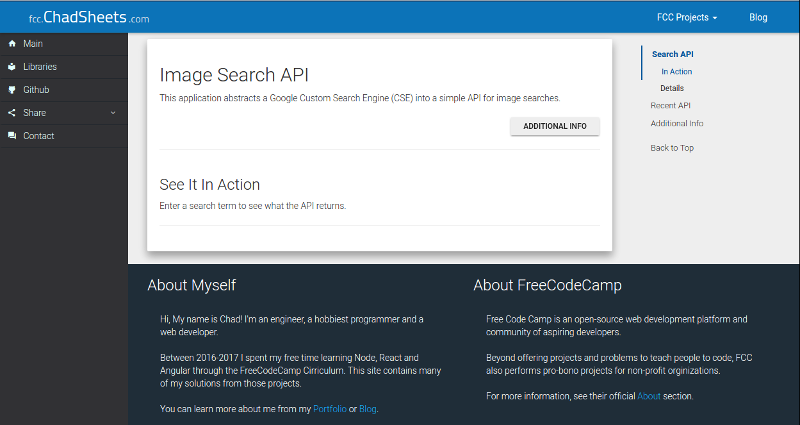 fcc.ChadSheets.com
FCC Projects
Blog
Main
Libraries
Github
Share
Contact
Image Search API
This application abstracts a Google Custom Search Engine (CSE) into a simple API for image searches.
ADDITIONAL INFO
See It In Action
Enter a search term to see what the API returns.
Search API
In Action
Details
Recent API
Additional Info
Back to Top
About Myself
Hi, My name is Chad! I'm an engineer, a hobbiest programmer and a
web developer.
Between 2016-2017 I spent my free time learning Node, React and
Angular through the FreeCodeCamp Cirriculum. This site contains many
of my solutions from those projects.
You can learn more about me from my Portfolio or Blog.
About FreeCodeCamp
Free Code Camp is an open-source web development platform and
community of aspiring developers.
Beyond offering projects and problems to teach people to code, FCC
also performs pro-bono projects for non-profit orginizations.
For more information, see their official About section.